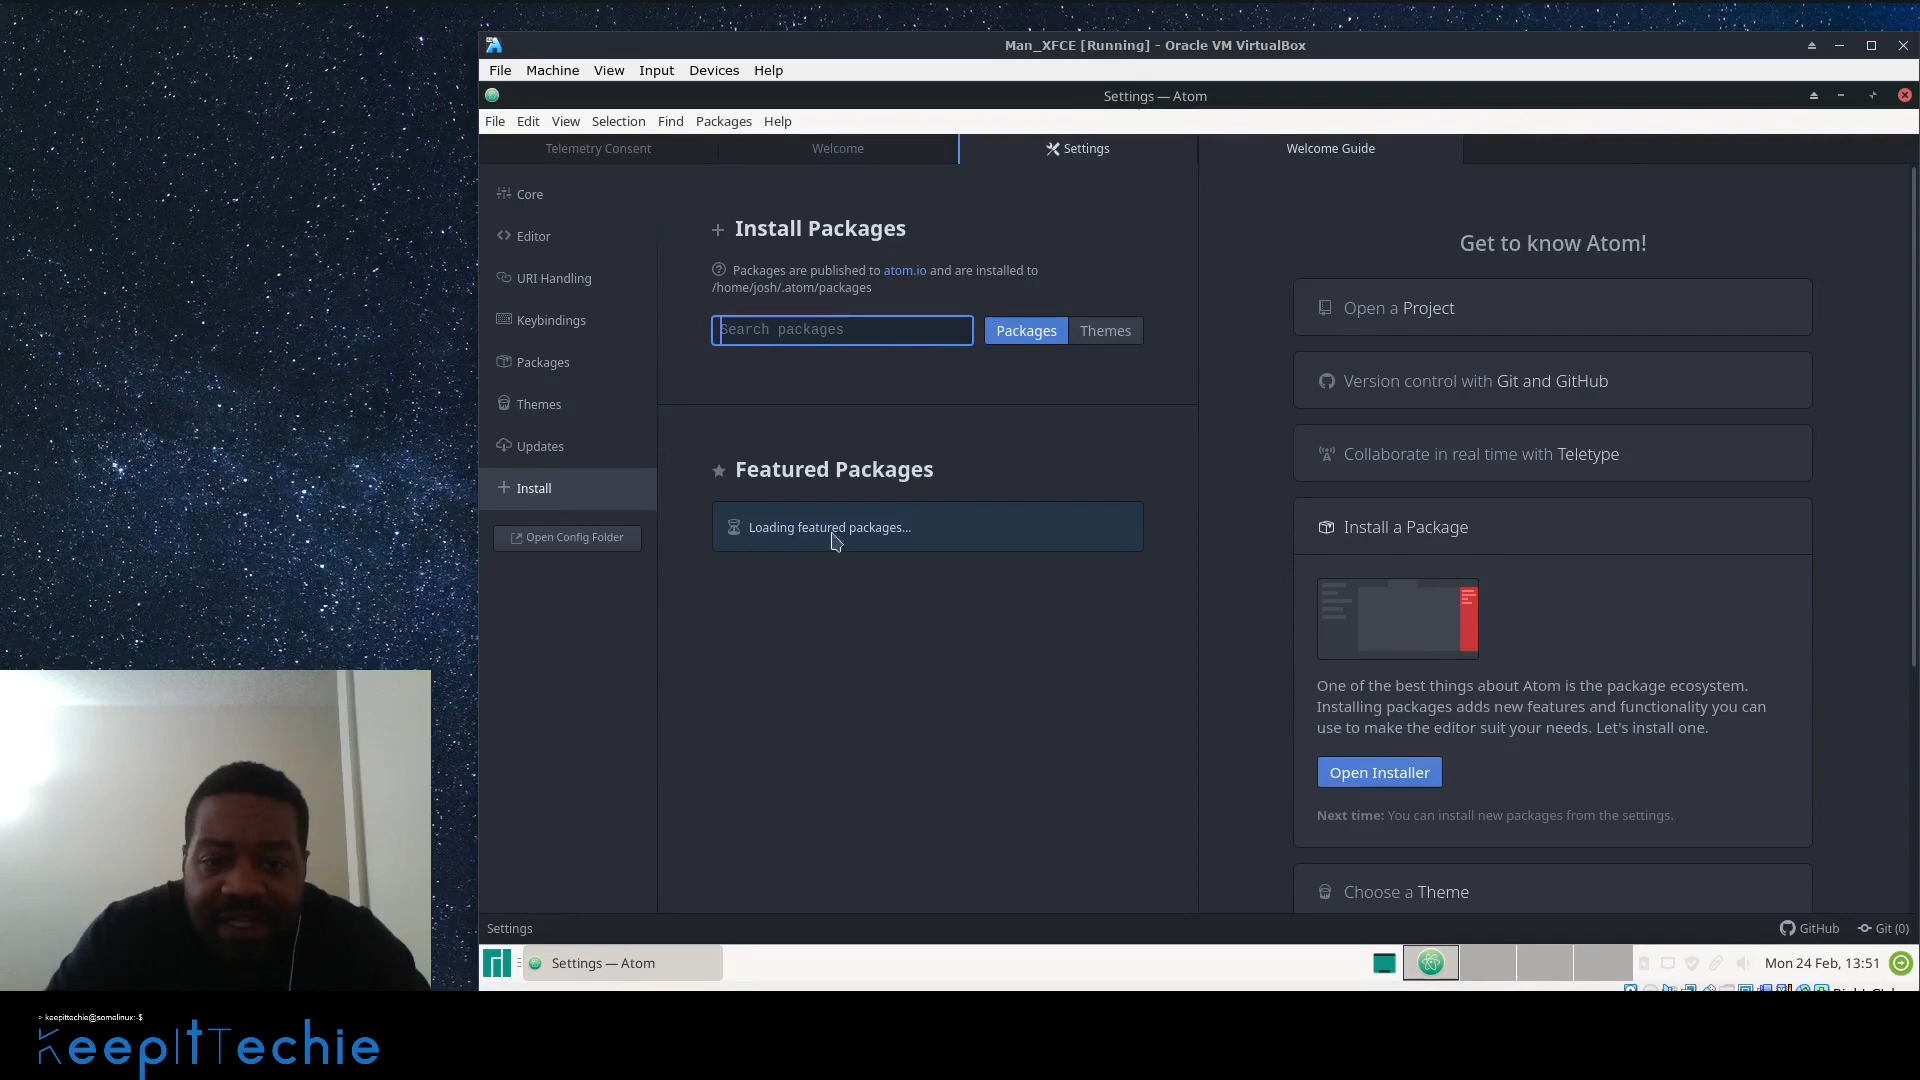 Man_XFCE [Running] - Oracle VM VirtualBox
File Machine View Input Devices Help
Settings — Atom
File Edit View Selection Find Packages Help
Telemetry Consent Welcome Settings Welcome Guide
Core
Editor
URI Handling
Keybindings
Packages
Themes
Updates
Install
Open Config Folder
Install Packages
Packages are published to atom.io and are installed to
/home/josh/.atom/packages
Search packages
Packages Themes
Featured Packages
Loading featured packages...
Get to know Atom!
Open a Project
Version control with Git and GitHub
Collaborate in real time with Teletype
Install a Package
One of the best things about Atom is the package ecosystem.
Installing packages adds new features and functionality you can
use to make the editor suit your needs. Let's install one.
Open Installer
Next time: You can install new packages from the settings.
Choose a Theme
Settings
GitHub Git (0)
Settings — Atom
Mon 24 Feb, 13:51
> keepittechie@somelinux:-$
KeepItTechie